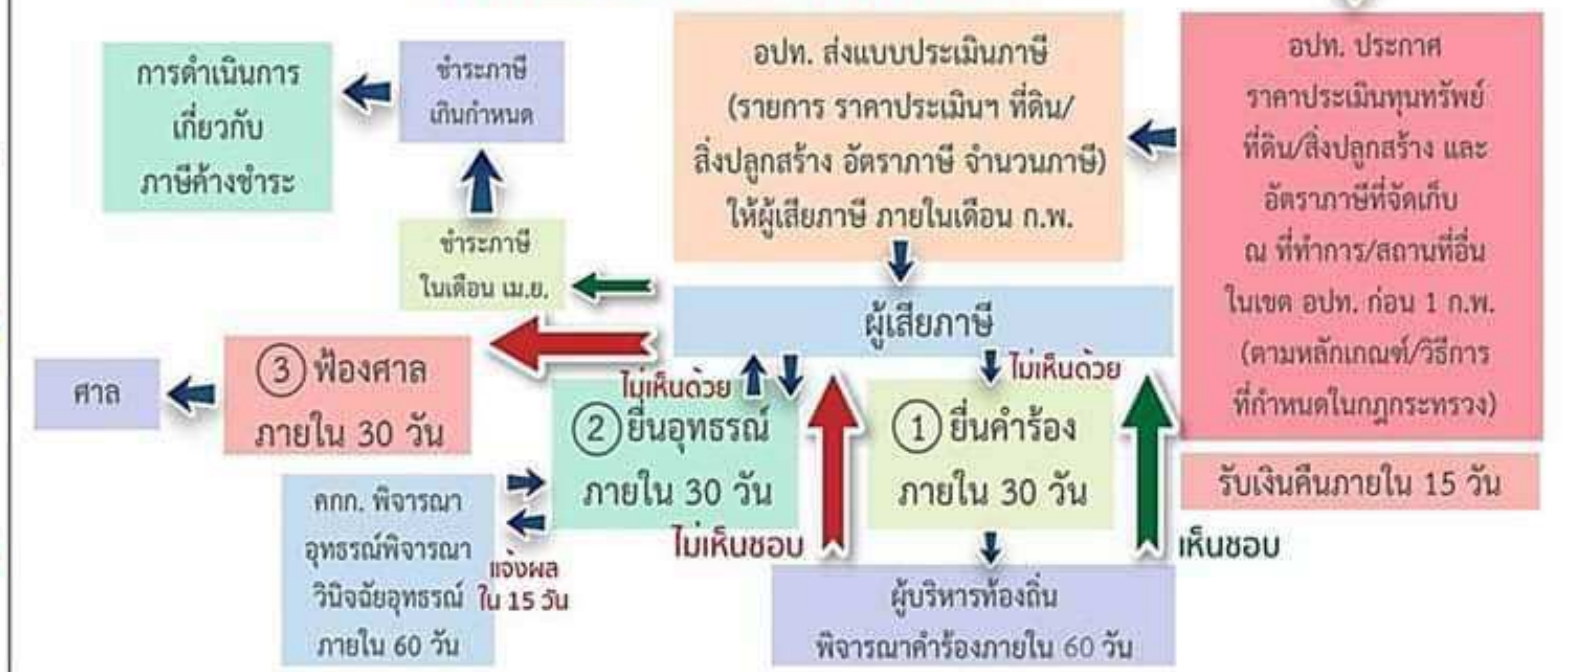 การดำเนินการ
เกี่ยวกับ
ภาษีค้างชำระ
ชำระภาษี
เกินกำหนด
อปท. ส่งแบบประเมินภาษี
(รายการ ราคาประเมินฯ ที่ดิน/
สิ่งปลูกสร้าง อัตราภาษี จำนวนภาษี)
ให้ผู้เสียภาษี ภายในเดือน ก.พ.
อปท. ประกาศ
ราคาประเมินทุนทรัพย์
ที่ดิน/สิ่งปลูกสร้าง และ
อัตราภาษีที่จัดเก็บ
ณ ที่ทำการ/สถานที่อื่น
ในเขต อปท. ก่อน 1 ก.พ.
(ตามหลักเกณฑ์/วิธีการ
ที่กำหนดในกฎกระทรวง)
ชำระภาษี
ในเดือน เม.ย.
ผู้เสียภาษี
ศาล
3 ฟ้องศาล
ภายใน 30 วัน
ไม่เห็นด้วย
2 ยื่นอุทธรณ์
ภายใน 30 วัน
ไม่เห็นด้วย
1 ยื่นคำร้อง
ภายใน 30 วัน
รับเงินคืนภายใน 15 วัน
คกก. พิจารณา
อุทธรณ์พิจารณา
วินิจฉัยอุทธรณ์
ภายใน 60 วัน
แจ้งผล
ใน 15 วัน
ไม่เห็นชอบ
เห็นชอบ
ผู้บริหารท้องถิ่น
พิจารณาคำร้องภายใน 60 วัน